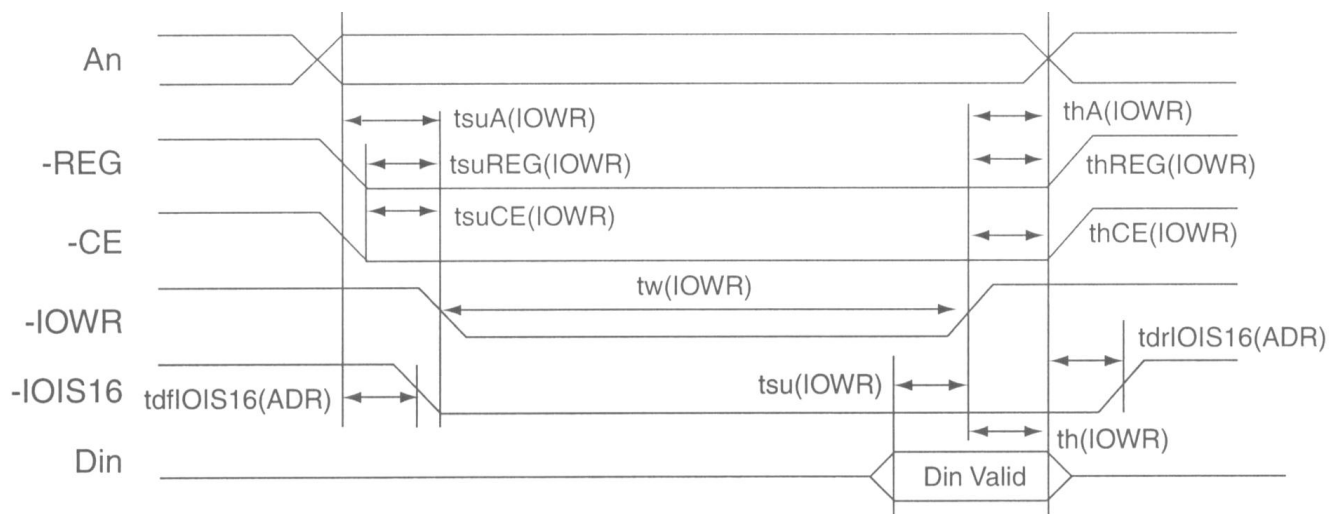 An
tsuA(IOWR)
thA(IOWR)
-REG
tsuREG(IOWR)
thREG(IOWR)
tsuCE(IOWR)
-CE
thCE(IOWR)
tw(IOWR)
-IOWR
tdrIOIS16(ADR)
-IOIS16
tdfIOIS16(ADR)
tsu(IOWR)
th(IOWR)
Din
Din Valid